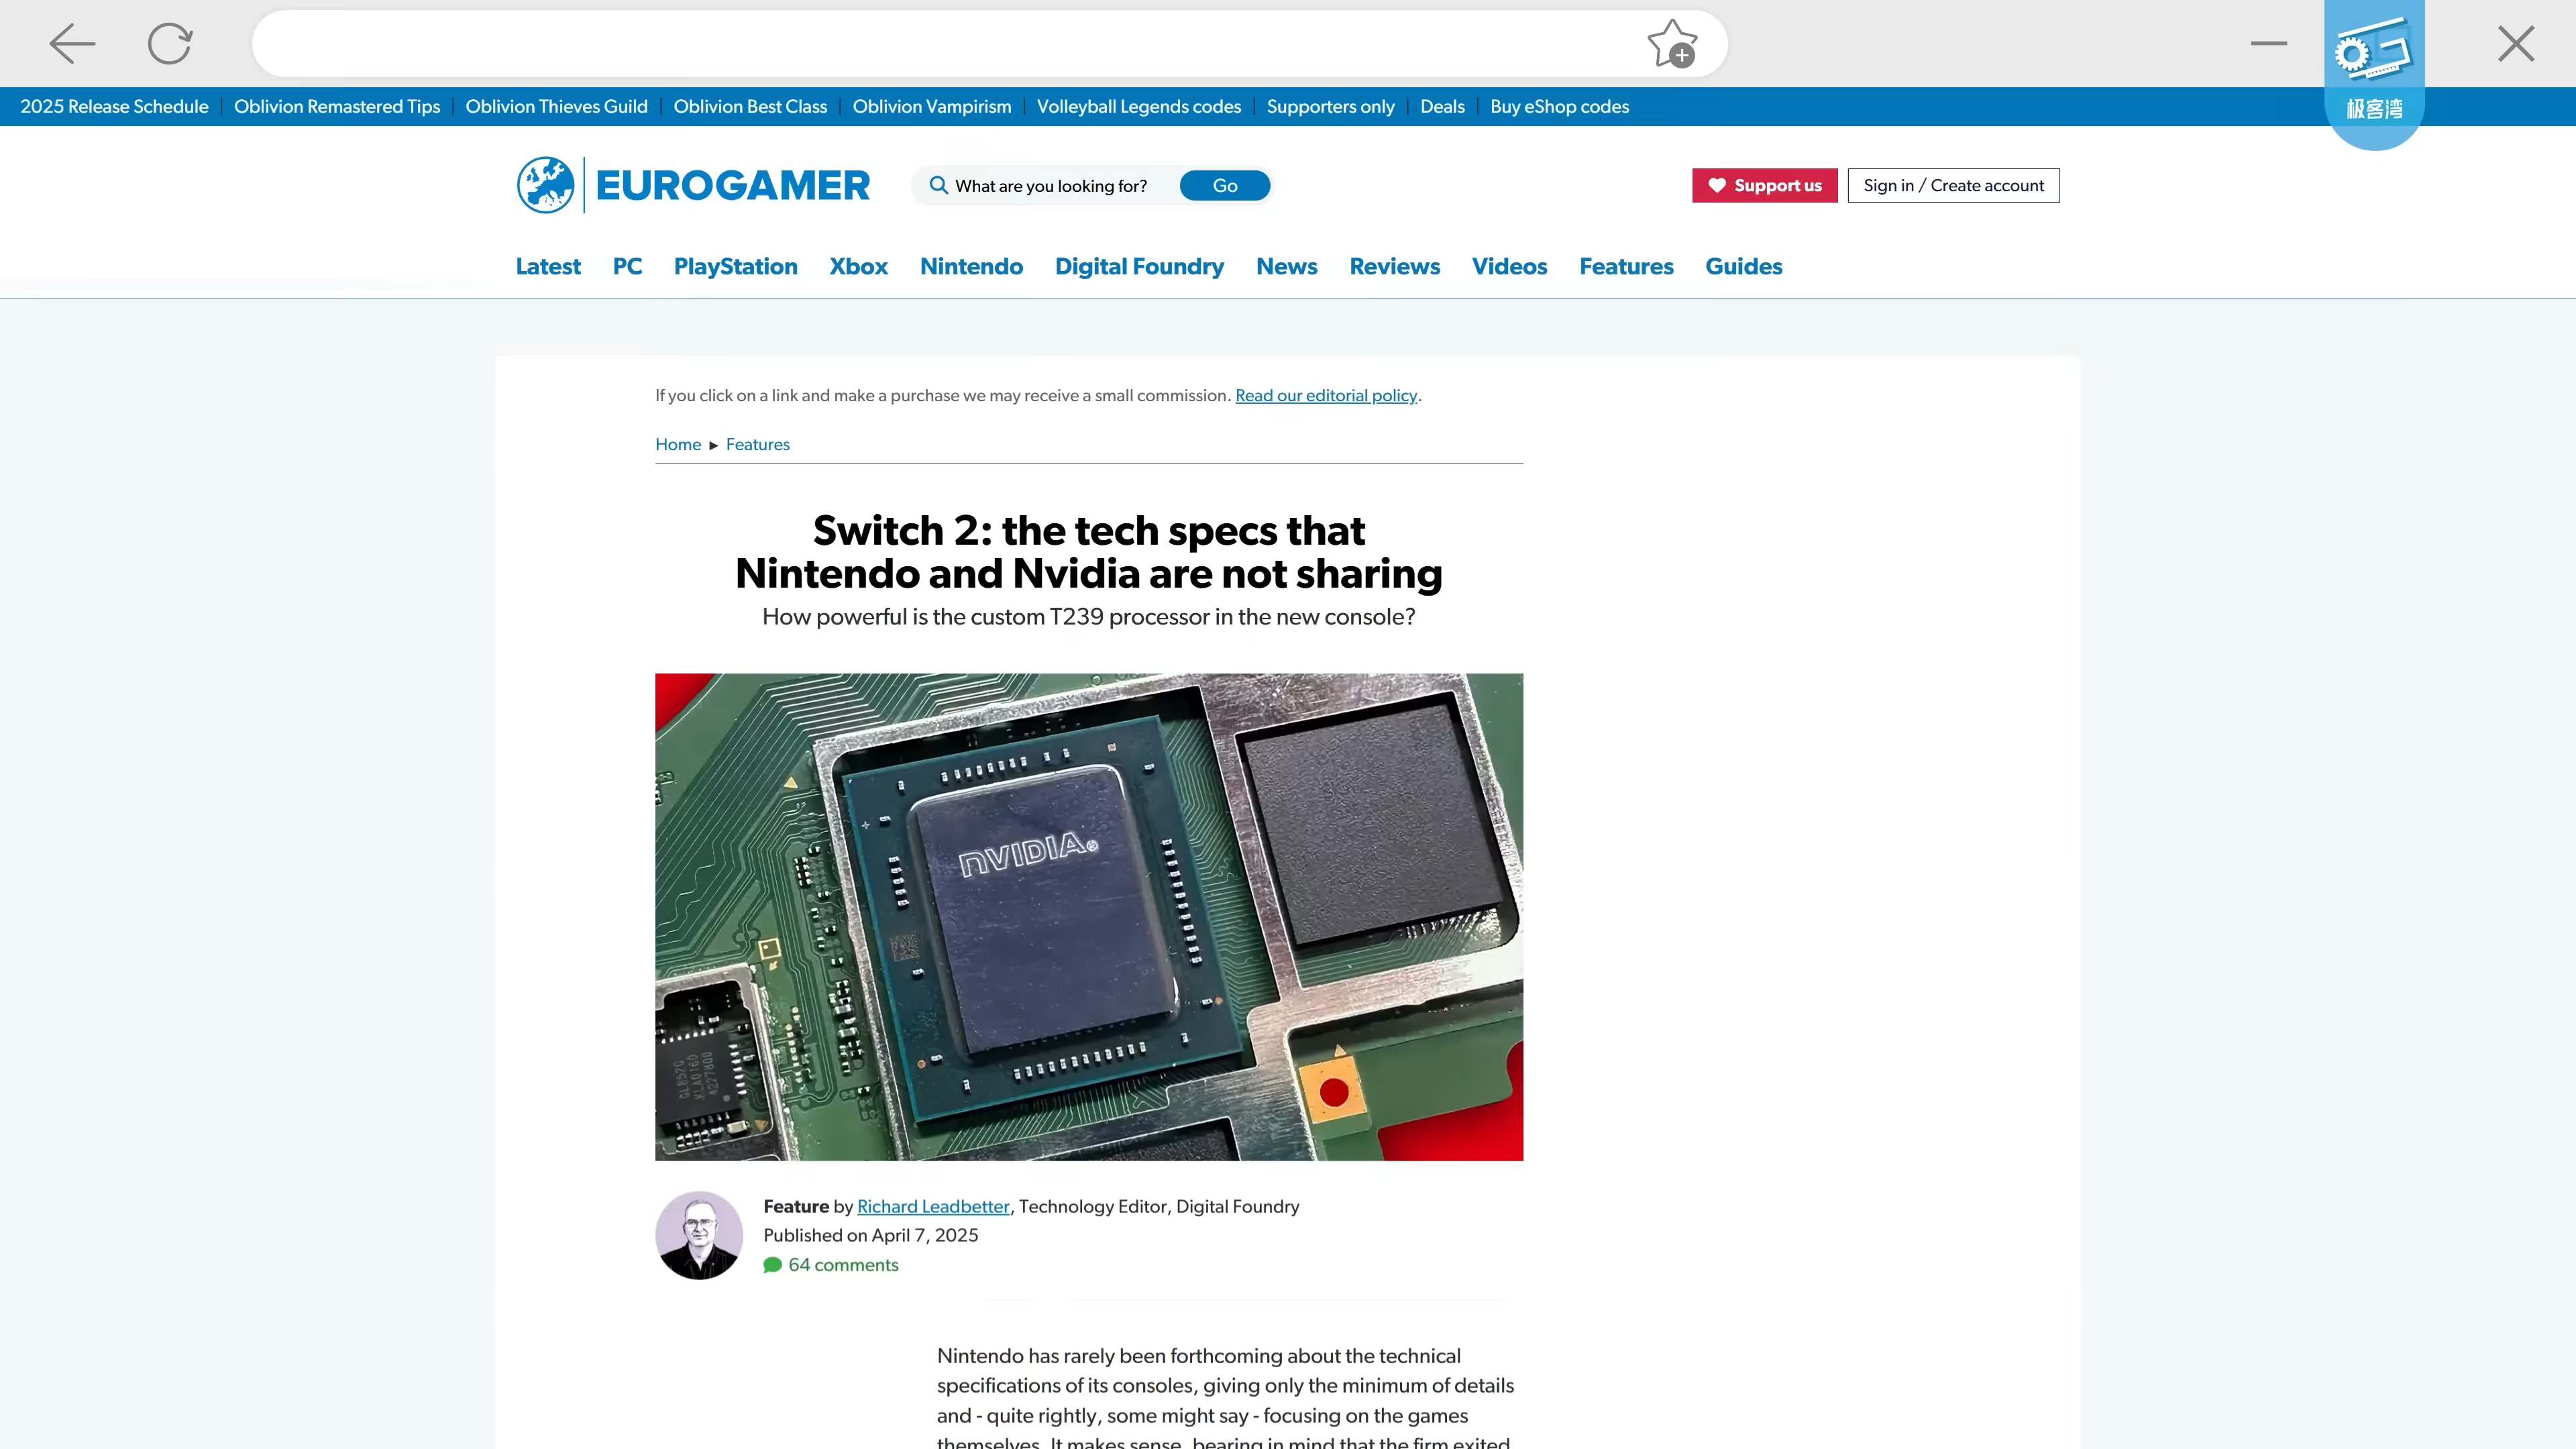 极客湾
2025 Release Schedule
Oblivion Remastered Tips
Oblivion Thieves Guild
Oblivion Best Class
Oblivion Vampirism
Volleyball Legends codes
Supporters only
Deals
Buy eShop codes
EUROGAMER
What are you looking for?
Go
Support us
Sign in / Create account
Latest
PC
PlayStation
Xbox
Nintendo
Digital Foundry
News
Reviews
Videos
Features
Guides
If you click on a link and make a purchase we may receive a small commission. Read our editorial policy.
Home ► Features
Switch 2: the tech specs that
Nintendo and Nvidia are not sharing
How powerful is the custom T239 processor in the new console?
NVIDIA®
Feature by Richard Leadbetter, Technology Editor, Digital Foundry
Published on April 7, 2025
64 comments
Nintendo has rarely been forthcoming about the technical
specifications of its consoles, giving only the minimum of details
and - quite rightly, some might say - focusing on the games
themselves. It makes sense, bearing in mind that the firm exited